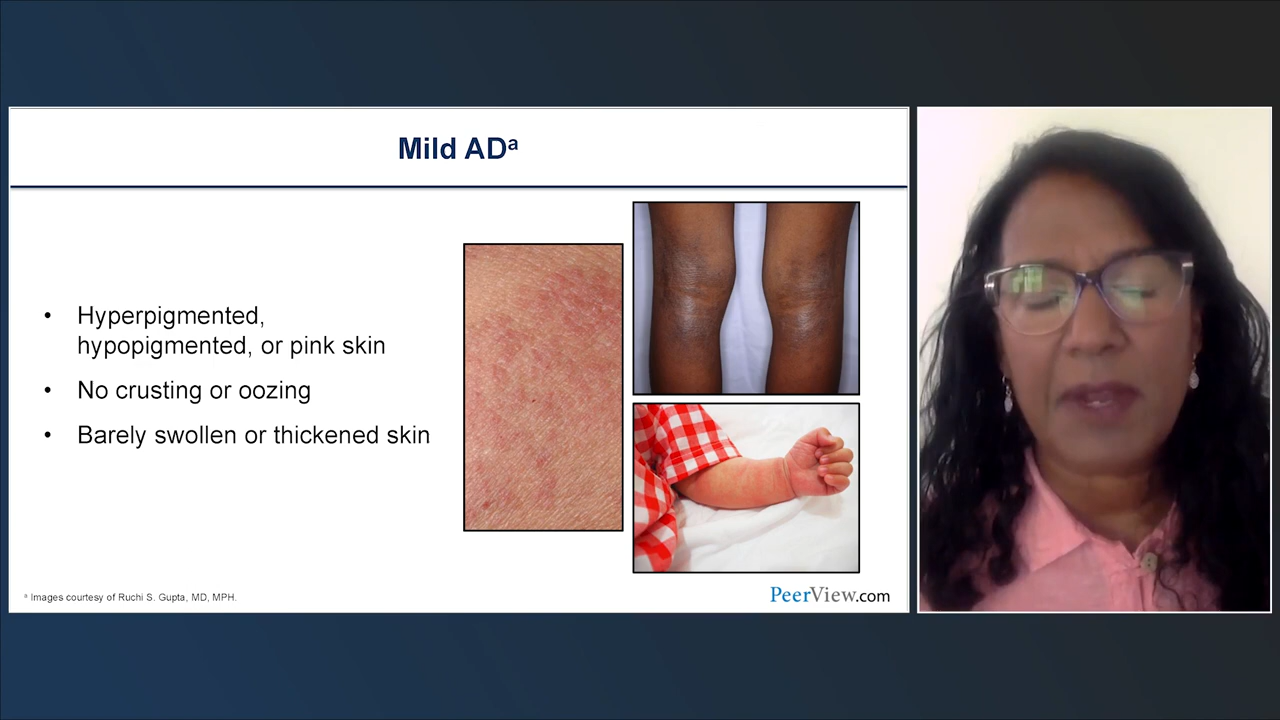 Mild ADᵃ
• Hyperpigmented,
hypopigmented, or pink skin
• No crusting or oozing
• Barely swollen or thickened skin
ᵃ Images courtesy of Ruchi S. Gupta, MD, MPH.
PeerView.com